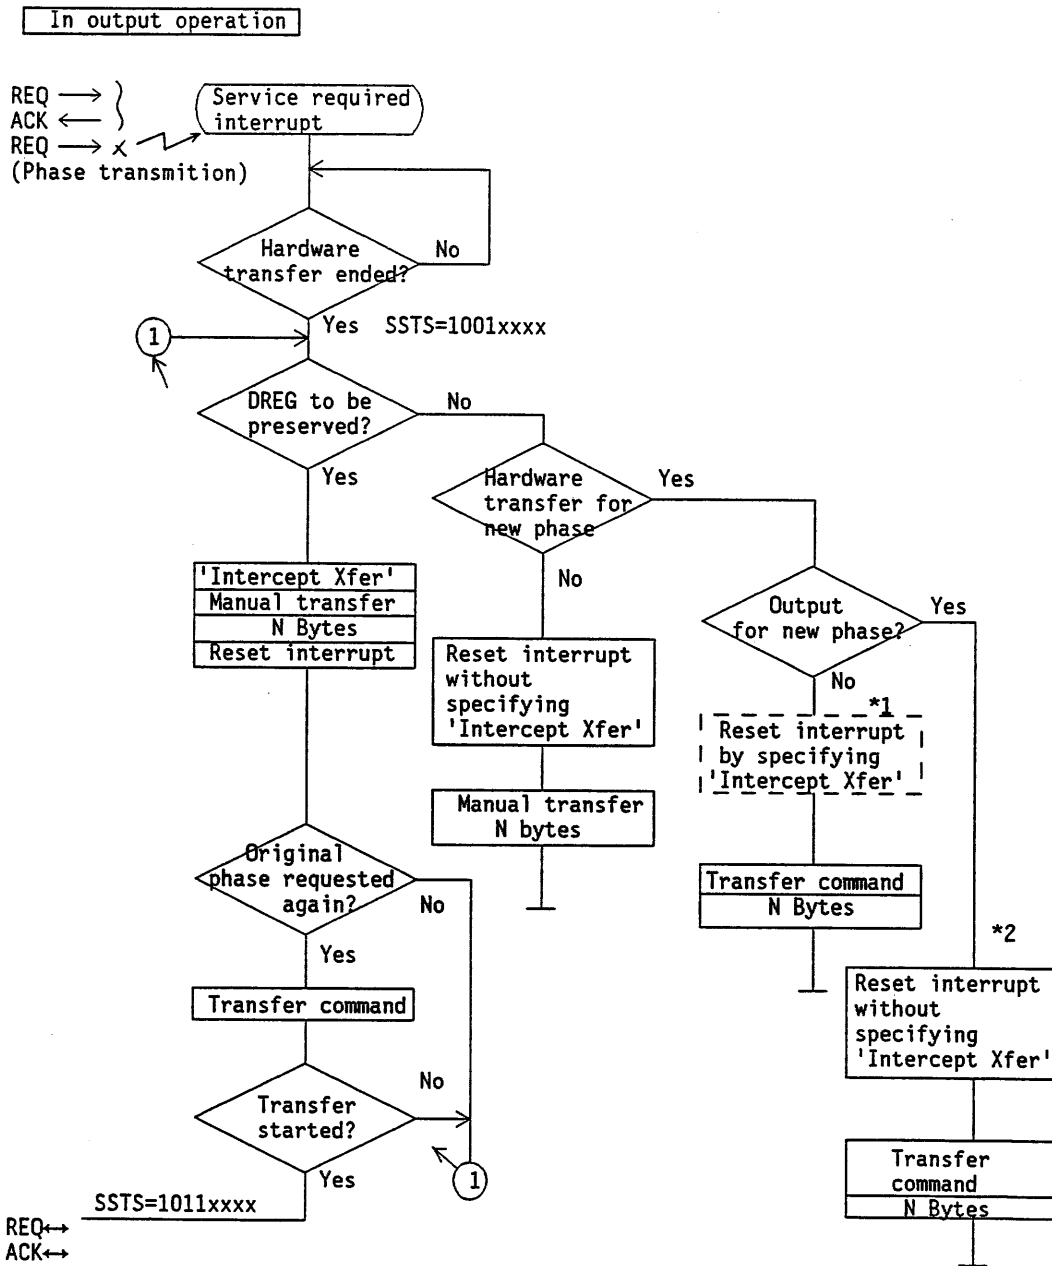 In output operation
REQ →
ACK ←
REQ → x
(Phase transmition)
Service required
interrupt
Hardware
transfer ended?
No
Yes SSTS=1001xxxx
1
DREG to be
preserved?
No
Yes
Hardware
transfer for
new phase
Yes
No
Output
for new phase?
Yes
No
'Intercept Xfer'
Manual transfer
N Bytes
Reset interrupt
Reset interrupt
without
specifying
'Intercept Xfer'
Manual transfer
N bytes
*1
Reset interrupt
by specifying
'Intercept Xfer'
Transfer command
N Bytes
*2
Reset interrupt
without
specifying
'Intercept Xfer'
Transfer
command
N Bytes
Original
phase requested
again?
No
Yes
Transfer command
Transfer
started?
No
Yes
1
SSTS=1011xxxx
REQ↔
ACK↔